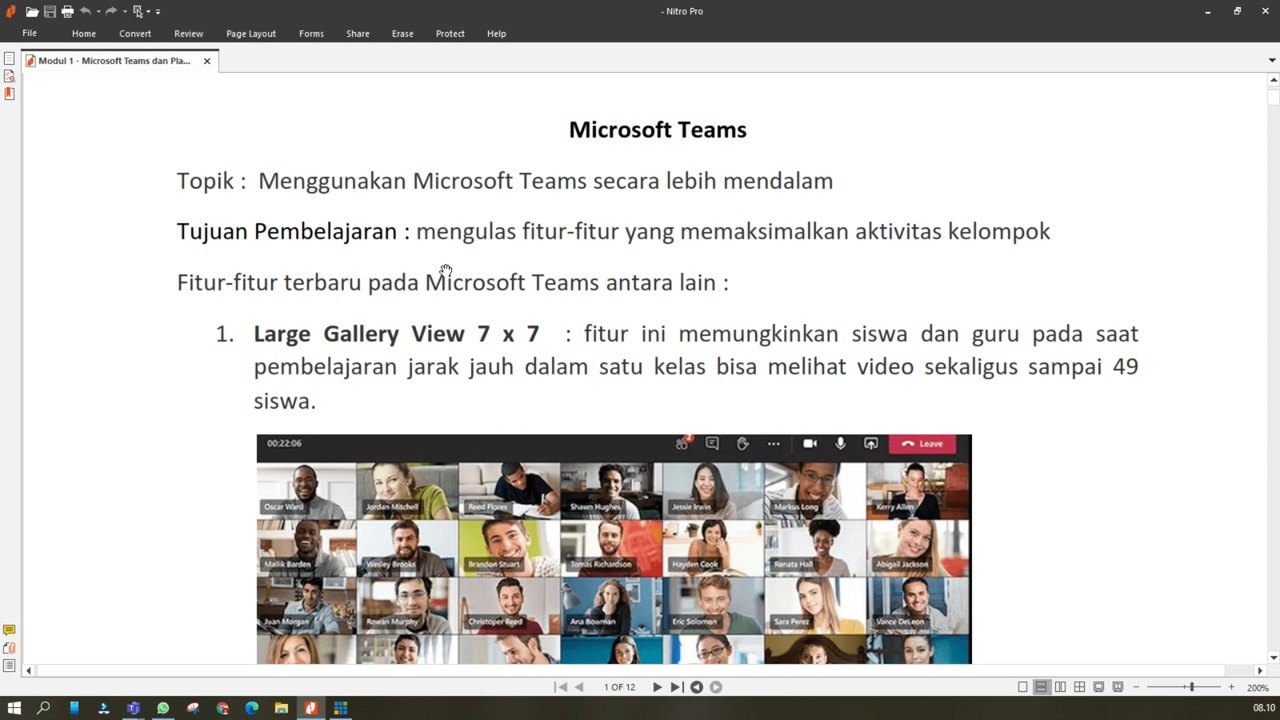 - Nitro Pro
File Home Convert Review Page Layout Forms Share Erase Protect Help
Modul 1 - Microsoft Teams dan Pla...
Microsoft Teams
Topik : Menggunakan Microsoft Teams secara lebih mendalam
Tujuan Pembelajaran : mengulas fitur-fitur yang memaksimalkan aktivitas kelompok
Fitur-fitur terbaru pada Microsoft Teams antara lain :
1. Large Gallery View 7 x 7 : fitur ini memungkinkan siswa dan guru pada saat
pembelajaran jarak jauh dalam satu kelas bisa melihat video sekaligus sampai 49
siswa.
00:22:06 2 Leave
Oscar Ward Jordan Mitchell Reed Flores Shawn Hughes Jessie Irwin Markus Long Kerry Allen
Malik Barden Wesley Brooks Brandon Stuart Tomas Richardson Hayden Cook Renata Hall Abigail Jackson
Juan Morgan Rowan Murphy Christoper Reed Ana Bowman Eric Solomon Sara Perez Vance DeLeon
1 OF 12 200%
08.10